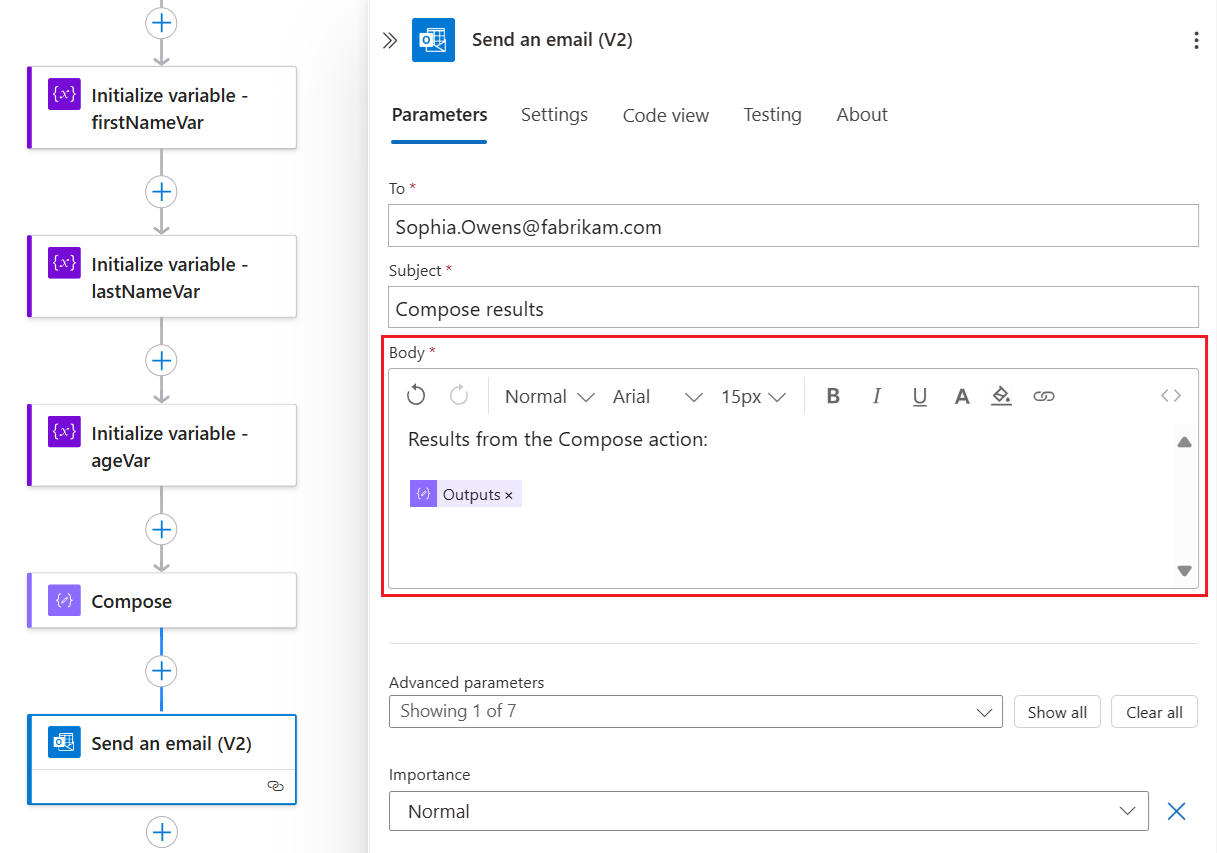 Initialize variable -
firstNameVar
Initialize variable -
lastNameVar
Initialize variable -
ageVar
Compose
Send an email (V2)
Send an email (V2)
Parameters Settings Code view Testing About
To *
Sophia.Owens@fabrikam.com
Subject *
Compose results
Body *
Normal Arial 15px B I U A
Results from the Compose action:
Outputs ×
Advanced parameters
Showing 1 of 7 Show all Clear all
Importance
Normal